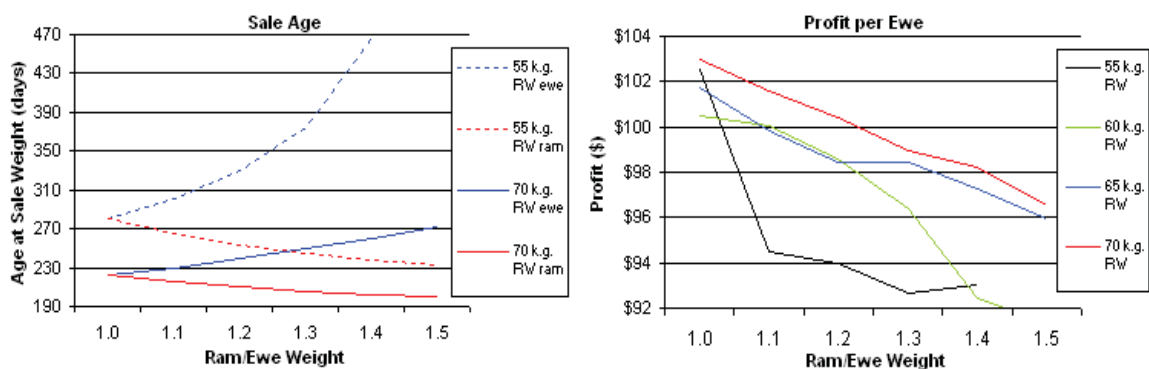 Sale Age
Age at Sale Weight (days)
470
430
390
350
310
270
230
190
1.0 1.1 1.2 1.3 1.4 1.5
Ram/Ewe Weight
55 k.g.
RW ewe
55 k.g.
RW ram
70 k.g.
RW ewe
70 k.g.
RW ram
Profit per Ewe
Profit ($)
$104
$102
$100
$98
$96
$94
$92
1.0 1.1 1.2 1.3 1.4 1.5
Ram/Ewe Weight
55 k.g.
RW
60 k.g.
RW
65 k.g.
RW
70 k.g.
RW